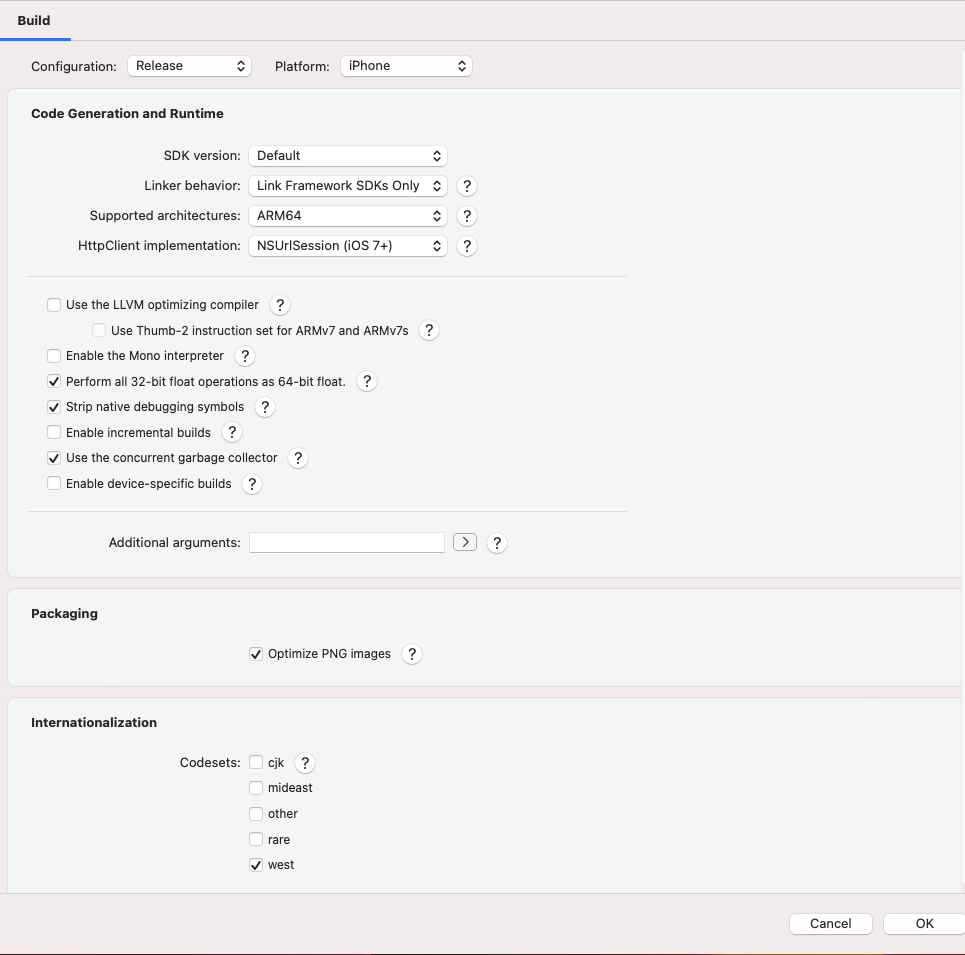 Build
Configuration: Release Platform: iPhone
Code Generation and Runtime
SDK version: Default
Linker behavior: Link Framework SDKs Only ?
Supported architectures: ARM64 ?
HttpClient implementation: NSUrlSession (iOS 7+) ?
Use the LLVM optimizing compiler ?
Use Thumb-2 instruction set for ARMv7 and ARMv7s ?
Enable the Mono interpreter ?
Perform all 32-bit float operations as 64-bit float. ?
Strip native debugging symbols ?
Enable incremental builds ?
Use the concurrent garbage collector ?
Enable device-specific builds ?
Additional arguments: > ?
Packaging
Optimize PNG images ?
Internationalization
Codesets: cjk ?
mideast
other
rare
west
Cancel OK